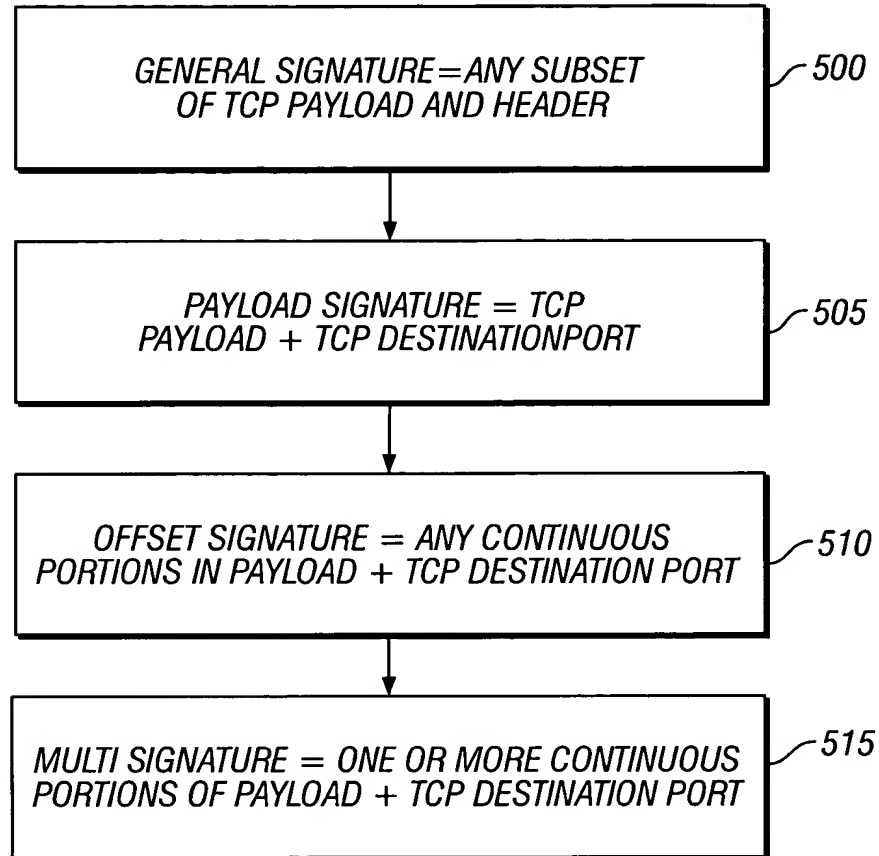 GENERAL SIGNATURE=ANY SUBSET
OF TCP PAYLOAD AND HEADER
500
PAYLOAD SIGNATURE = TCP
PAYLOAD + TCP DESTINATIONPORT
505
OFFSET SIGNATURE = ANY CONTINUOUS
PORTIONS IN PAYLOAD + TCP DESTINATION PORT
510
MULTI SIGNATURE = ONE OR MORE CONTINUOUS
PORTIONS OF PAYLOAD + TCP DESTINATION PORT
515